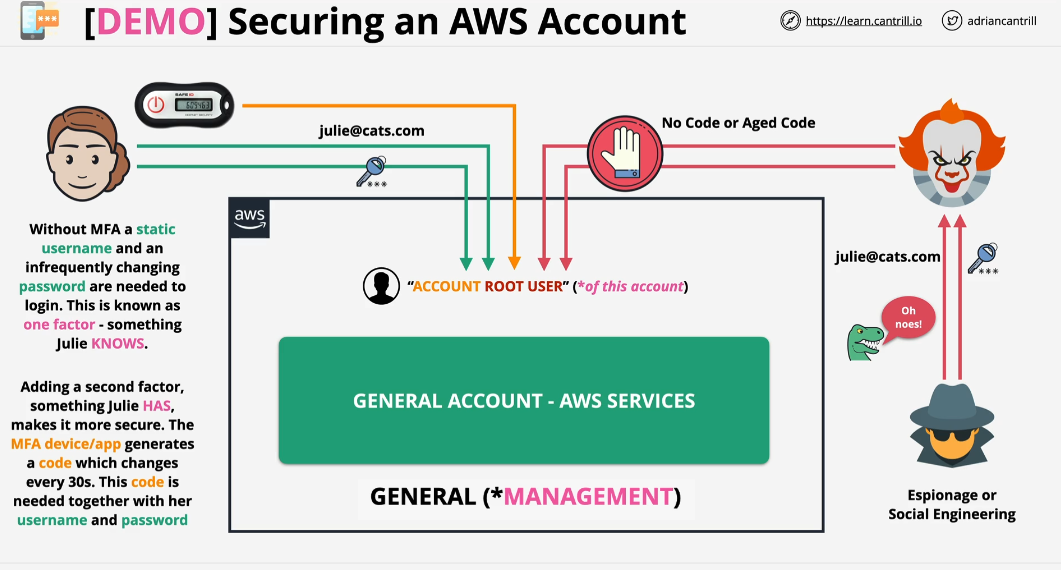 [DEMO] Securing an AWS Account
https://learn.cantrill.io
adriancantrill
SAFE ID
julie@cats.com
***
No Code or Aged Code
aws
Without MFA a static
username and an
infrequently changing
password are needed to
login. This is known as
one factor - something
Julie KNOWS.
Adding a second factor,
something Julie HAS,
makes it more secure. The
MFA device/app generates
a code which changes
every 30s. This code is
needed together with her
username and password
“ACCOUNT ROOT USER” (*of this account)
GENERAL ACCOUNT - AWS SERVICES
GENERAL (*MANAGEMENT)
julie@cats.com
***
Oh
noes!
Espionage or
Social Engineering